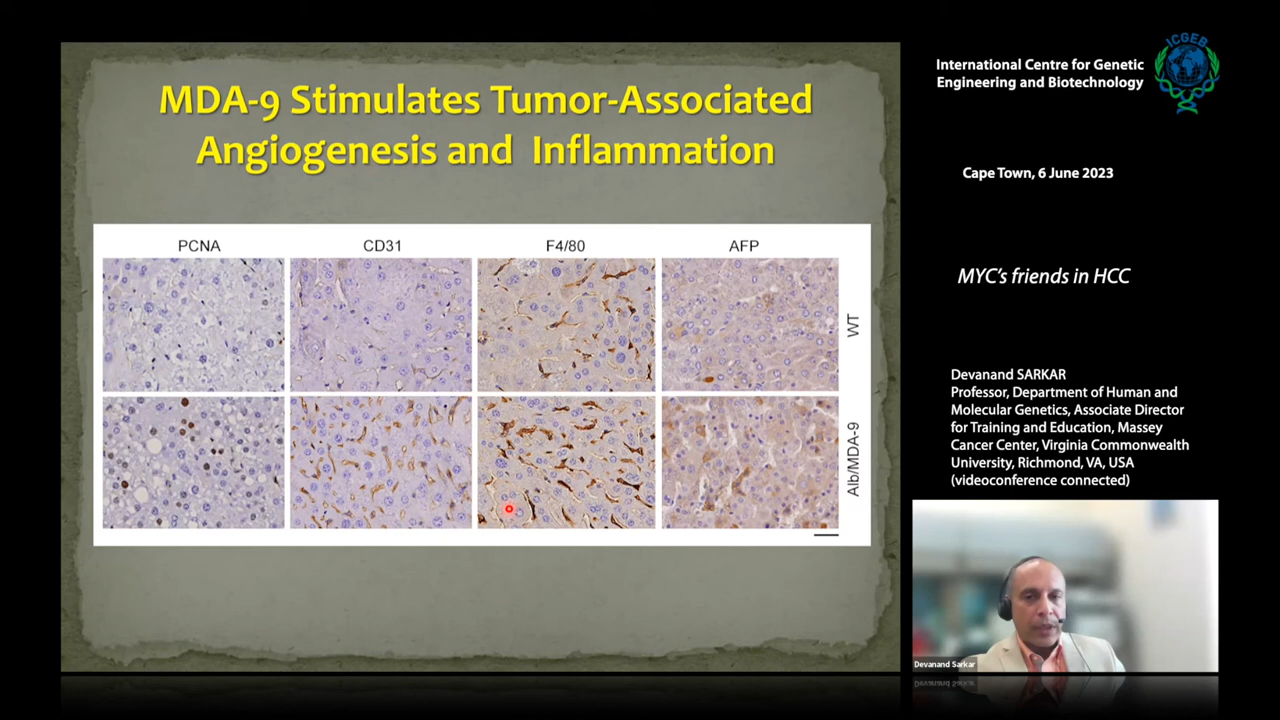 MDA-9 Stimulates Tumor-Associated
Angiogenesis and Inflammation
PCNA
CD31
F4/80
AFP
WT
Alb/MDA-9
ICGEB
International Centre for Genetic
Engineering and Biotechnology
Cape Town, 6 June 2023
MYC's friends in HCC
Devanand SARKAR
Professor, Department of Human and
Molecular Genetics, Associate Director
for Training and Education, Massey
Cancer Center, Virginia Commonwealth
University, Richmond, VA, USA
(videoconference connected)
Devanand Sarkar